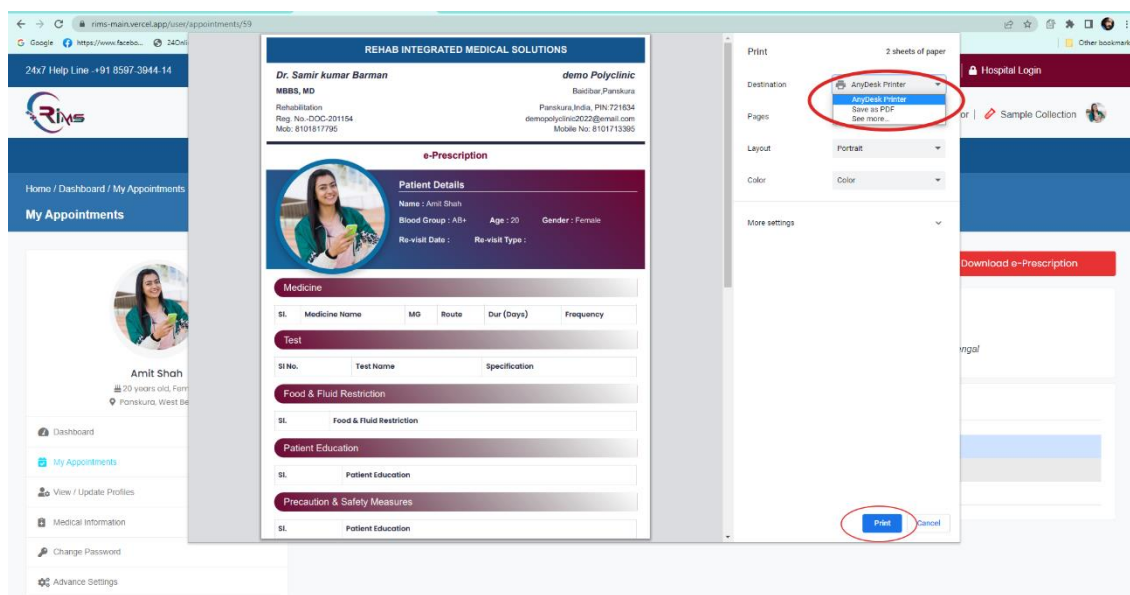 rims-main.vercel.app/user/appointments/59
Google
https://www.facebo...
24Onli
Other bookmark
24x7 Help Line -+91 8597-3944-14
Hospital Login
RIMS
or | Sample Collection
Home / Dashboard / My Appointments
My Appointments
Download e-Prescription
engal
Amit Shah
20 years old, Fem
Panskura, West Be
Dashboard
My Appointments
View / Update Profiles
Medical Information
Change Password
Advance Settings
REHAB INTEGRATED MEDICAL SOLUTIONS
Dr. Samir kumar Barman demo Polyclinic
MBBS, MD Baidibar,Panskura
Rehabilitation Panskura,India, PIN:721634
Reg. No.-DOC-201154 demopolyclinic2022@email.com
Mob: 8101817795 Mobile No: 8101713395
e-Prescription
Patient Details
Name : Amit Shah
Blood Group : AB+ Age : 20 Gender : Female
Re-visit Date : Re-visit Type :
Medicine
Sl. Medicine Name MG Route Dur (Days) Frequency
Test
Sl No. Test Name Specification
Food & Fluid Restriction
Sl. Food & Fluid Restriction
Patient Education
Sl. Patient Education
Precaution & Safety Measures
Sl. Patient Education
Print 2 sheets of paper
Destination AnyDesk Printer
AnyDesk Printer
Save as PDF
See more...
Pages
Layout Portrait
Color Color
More settings
Print Cancel